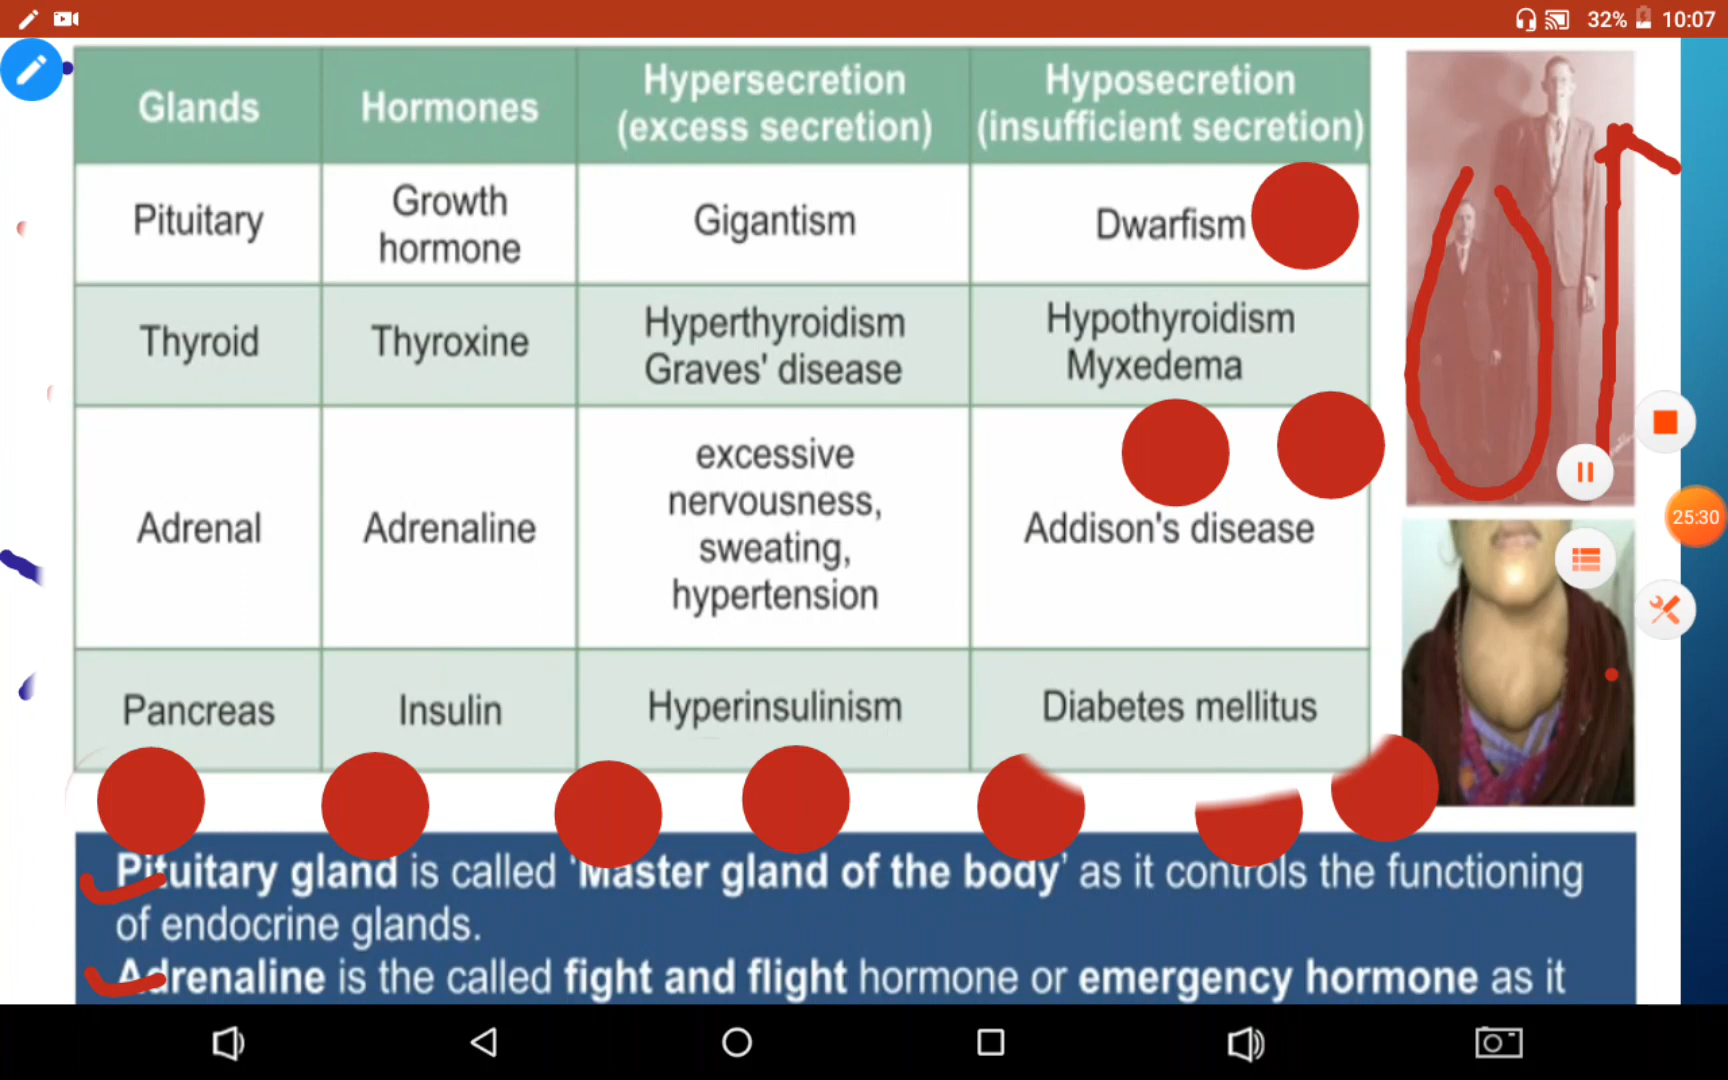 32% 10:07
Glands
Hormones
Hypersecretion
(excess secretion)
Hyposecretion
(insufficient secretion)
Pituitary
Growth
hormone
Gigantism
Dwarfism
Thyroid
Thyroxine
Hyperthyroidism
Graves' disease
Hypothyroidism
Myxedema
Adrenal
Adrenaline
excessive
nervousness,
sweating,
hypertension
Addison's disease
Pancreas
Insulin
Hyperinsulinism
Diabetes mellitus
25:30
Pituitary gland is called 'Master gland of the body' as it controls the functioning
of endocrine glands.
Adrenaline is the called fight and flight hormone or emergency hormone as it